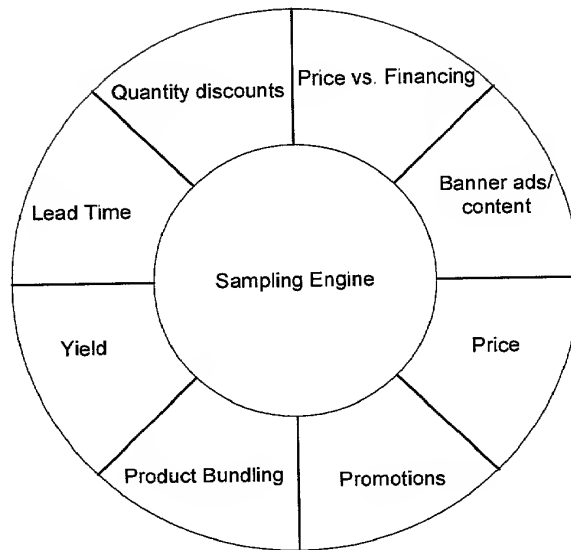 Quantity discounts
Price vs. Financing
Banner ads/
content
Lead Time
Sampling Engine
Yield
Price
Product Bundling
Promotions